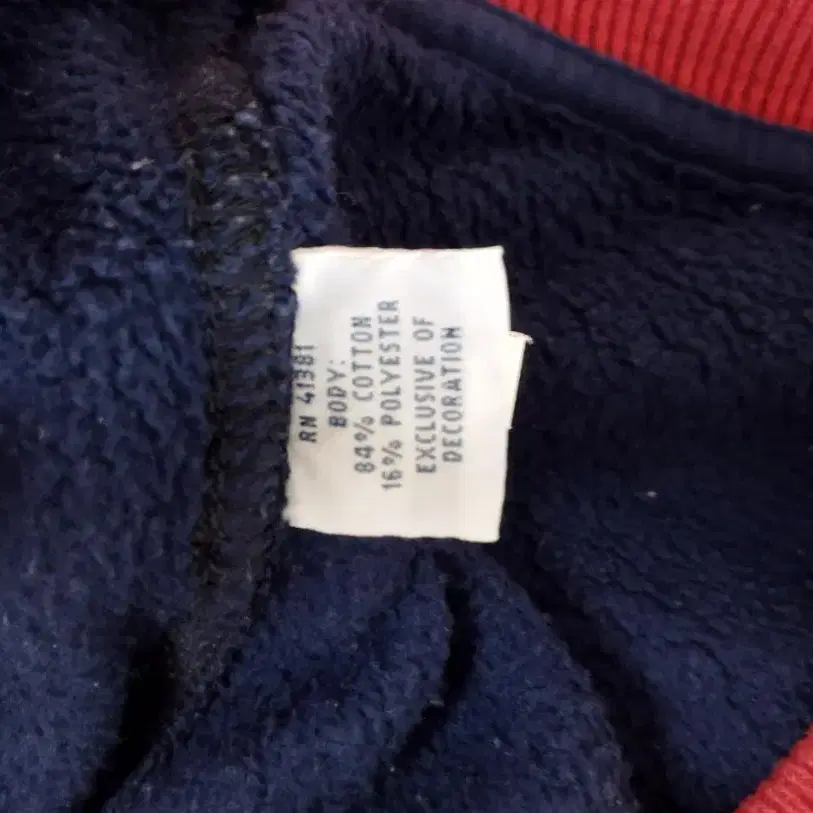 RN 41381
BODY:
84% COTTON
16% POLYESTER
EXCLUSIVE OF
DECORATION